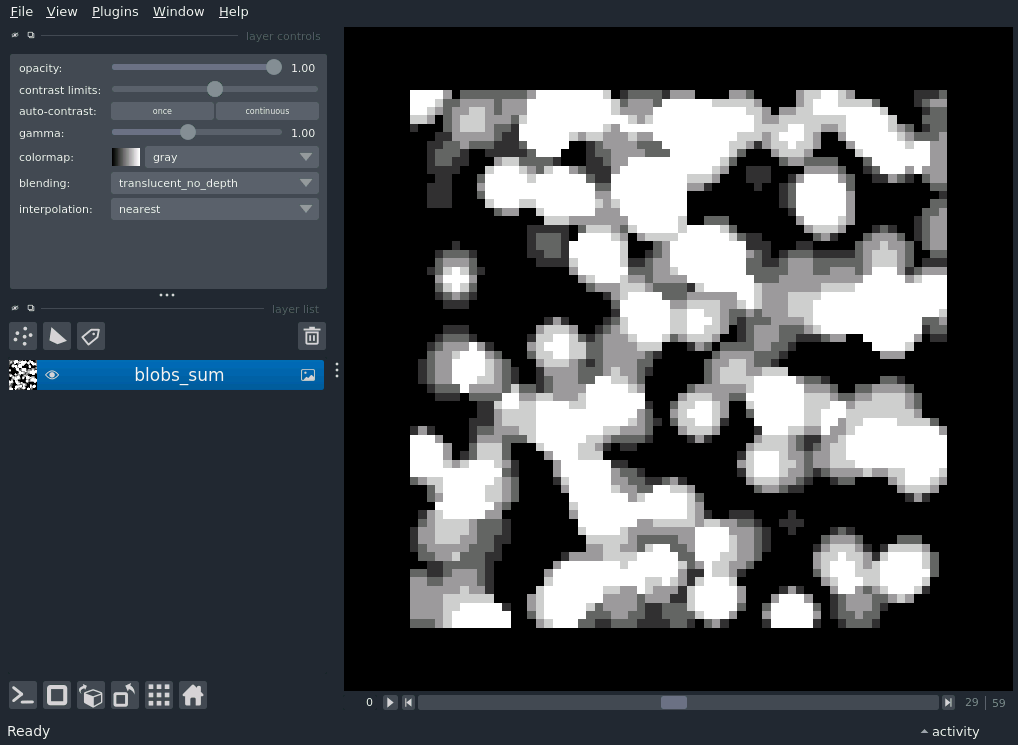 File View Plugins Window Help
layer controls
opacity: 1.00
contrast limits:
auto-contrast: once continuous
gamma: 1.00
colormap: gray
blending: translucent_no_depth
interpolation: nearest
layer list
blobs_sum
0 29 59
Ready activity